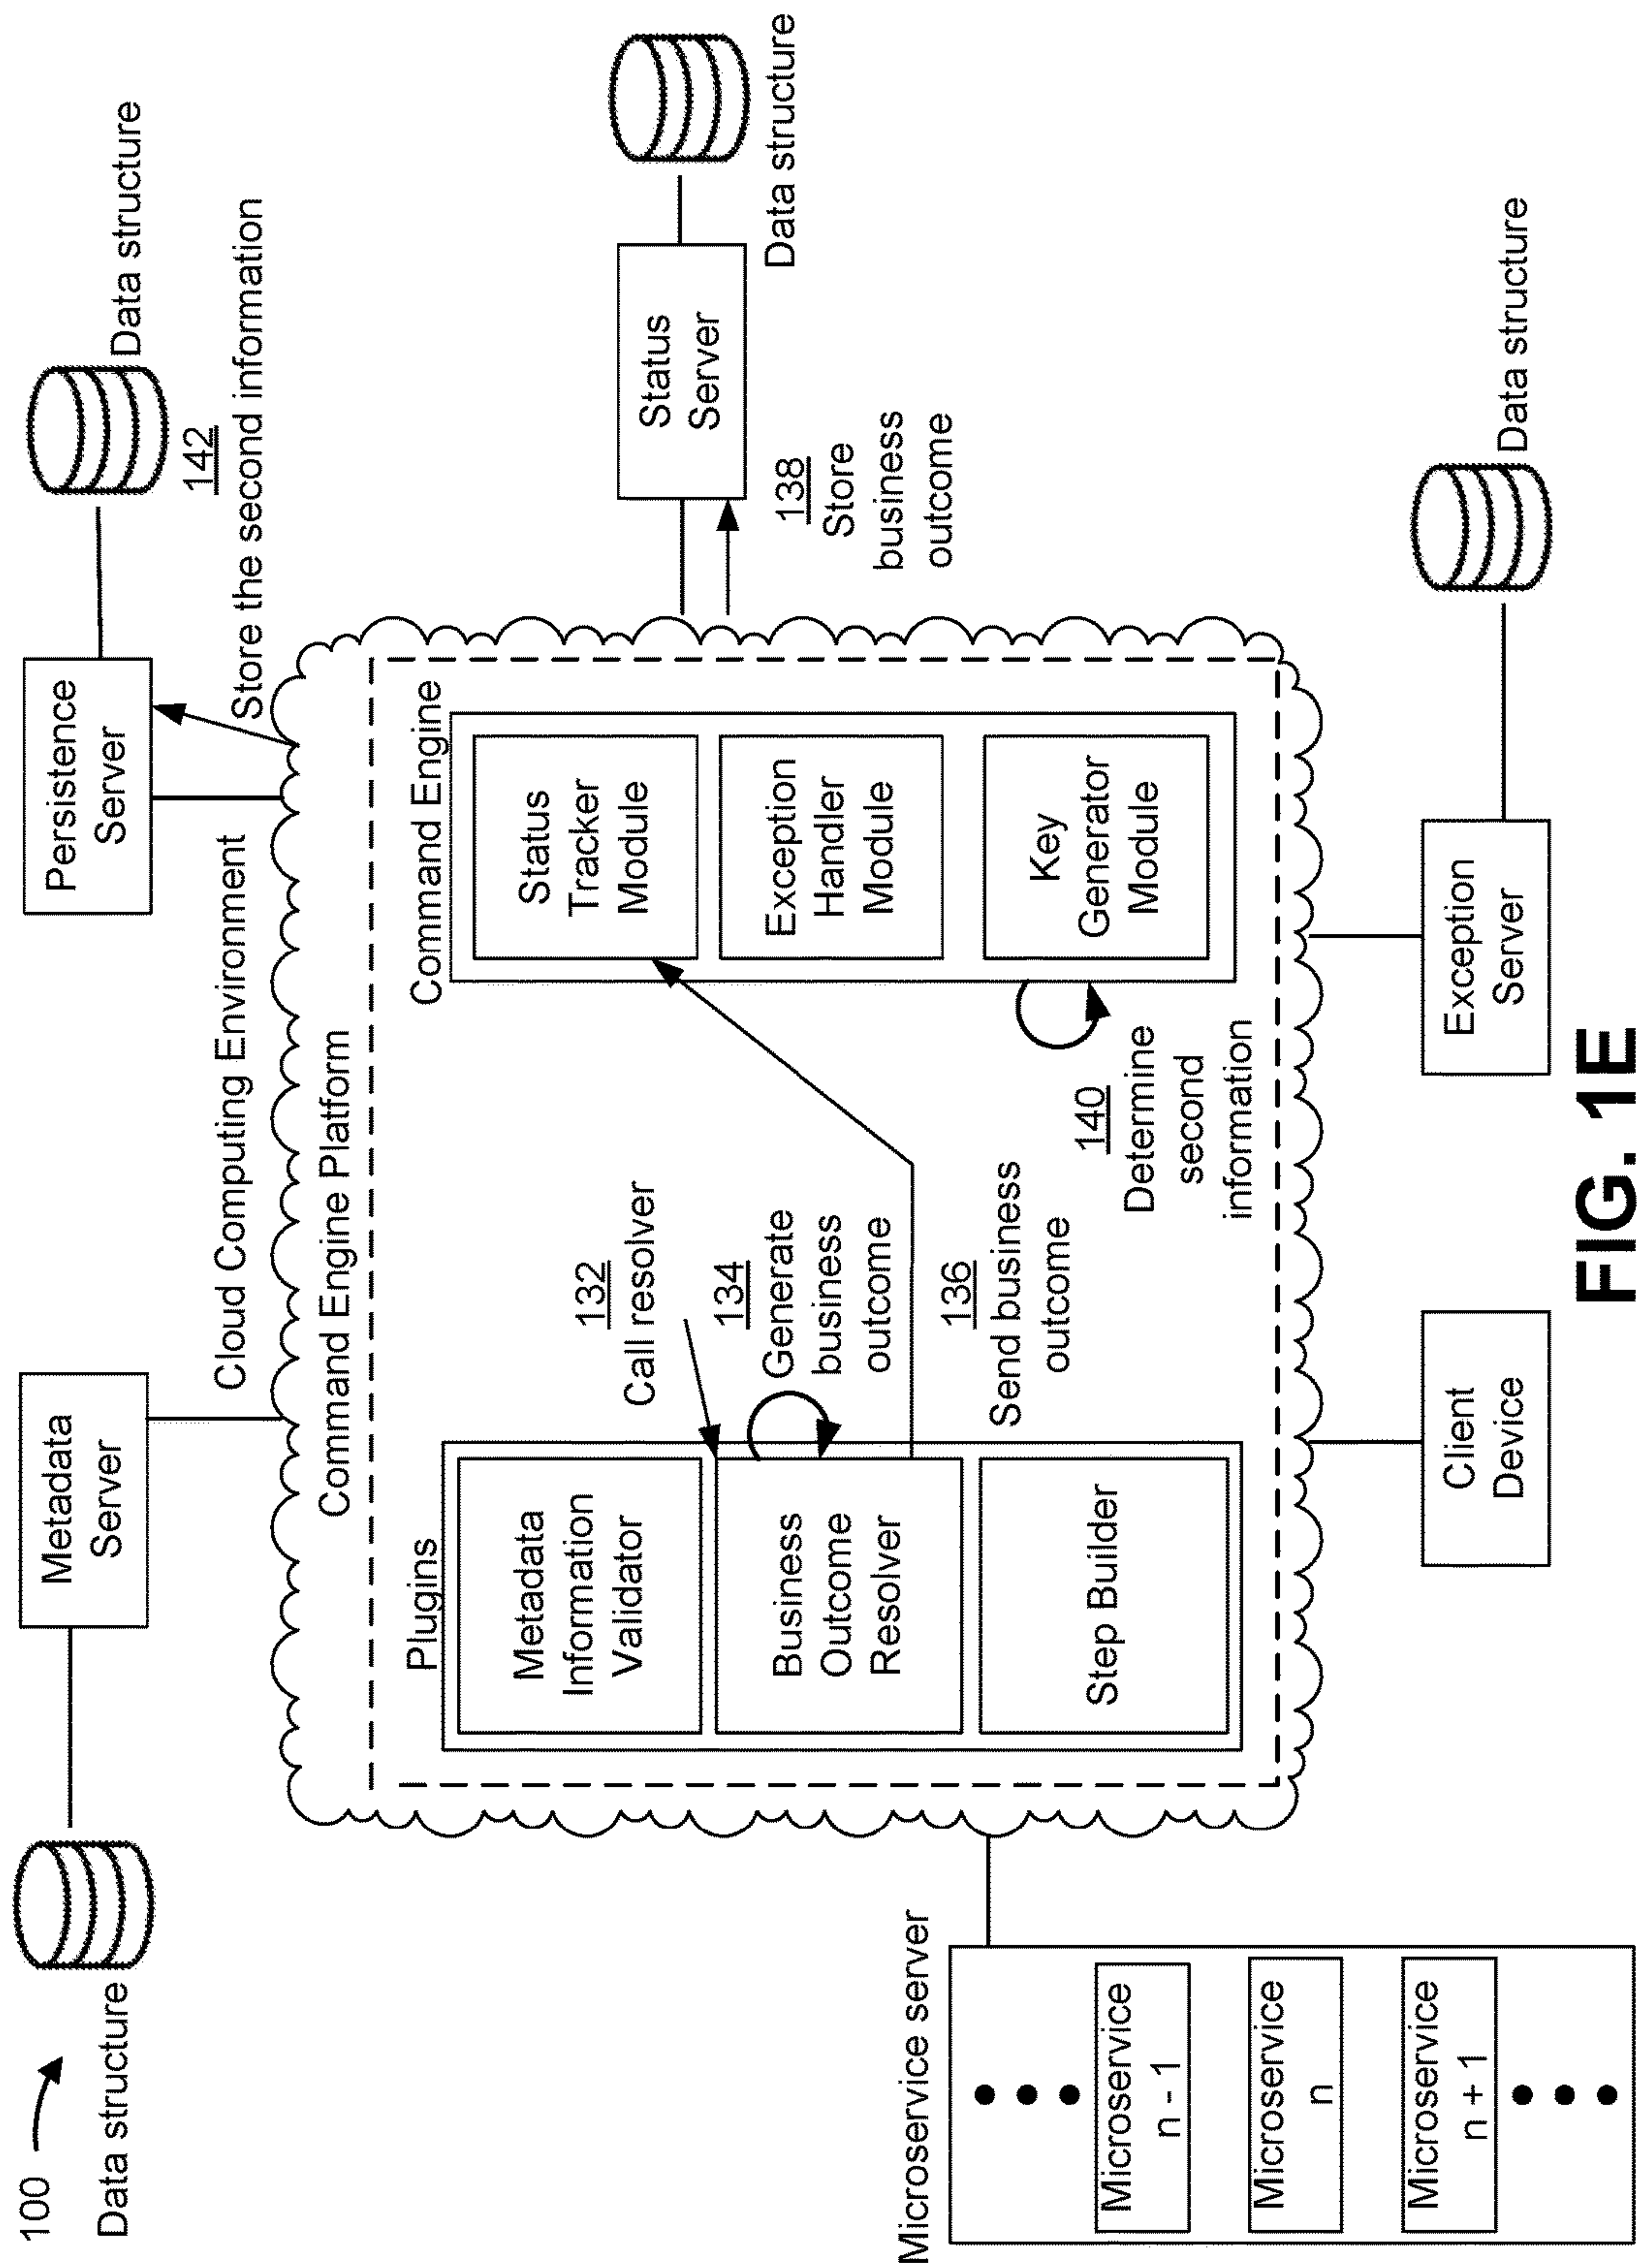 100
Data structure
Metadata
Server
Persistence
Server
Data structure
142
Store the second information
Cloud Computing Environment
Command Engine Platform
Plugins
Metadata
Information
Validator
Business
Outcome
Resolver
Step Builder
132
Call resolver
134
Generate
business
outcome
136
Send business
outcome
Command Engine
Status
Tracker
Module
Exception
Handler
Module
Key
Generator
Module
140
Determine
second
information
Status
Server
Data structure
138
Store
business
outcome
Microservice server
Microservice
n - 1
Microservice
n
Microservice
n + 1
Client
Device
Exception
Server
Data structure
FIG. 1E